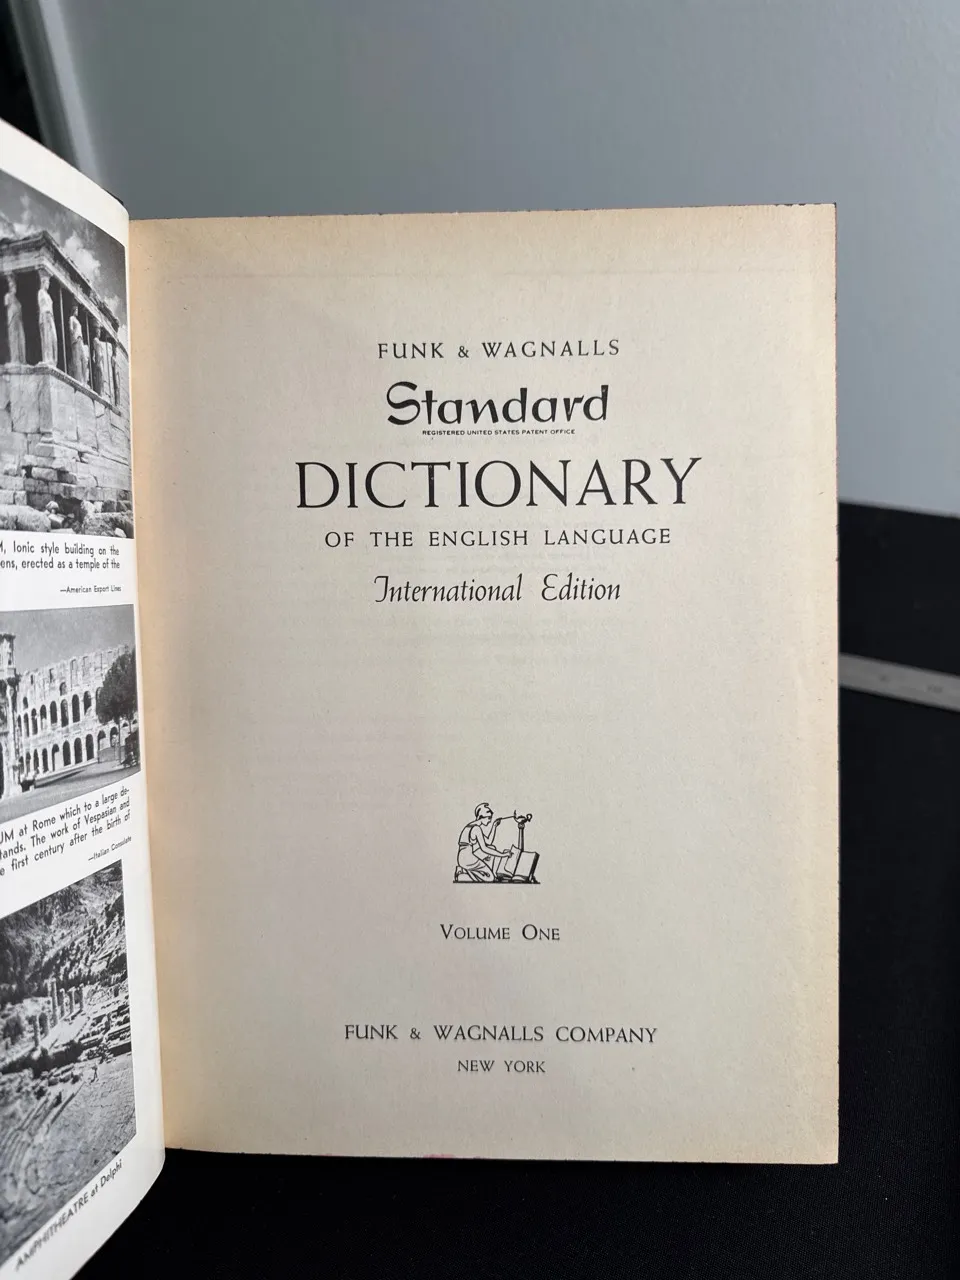 M, Ionic style building on the
ens, erected as a temple of the
—American Export Lines
UM at Rome which to a large de-
tands. The work of Vespasian and
e first century after the birth of
—Italian Consulate
AMPHITHEATRE at Delphi
FUNK & WAGNALLS
Standard
REGISTERED UNITED STATES PATENT OFFICE
DICTIONARY
OF THE ENGLISH LANGUAGE
International Edition
VOLUME ONE
FUNK & WAGNALLS COMPANY
NEW YORK